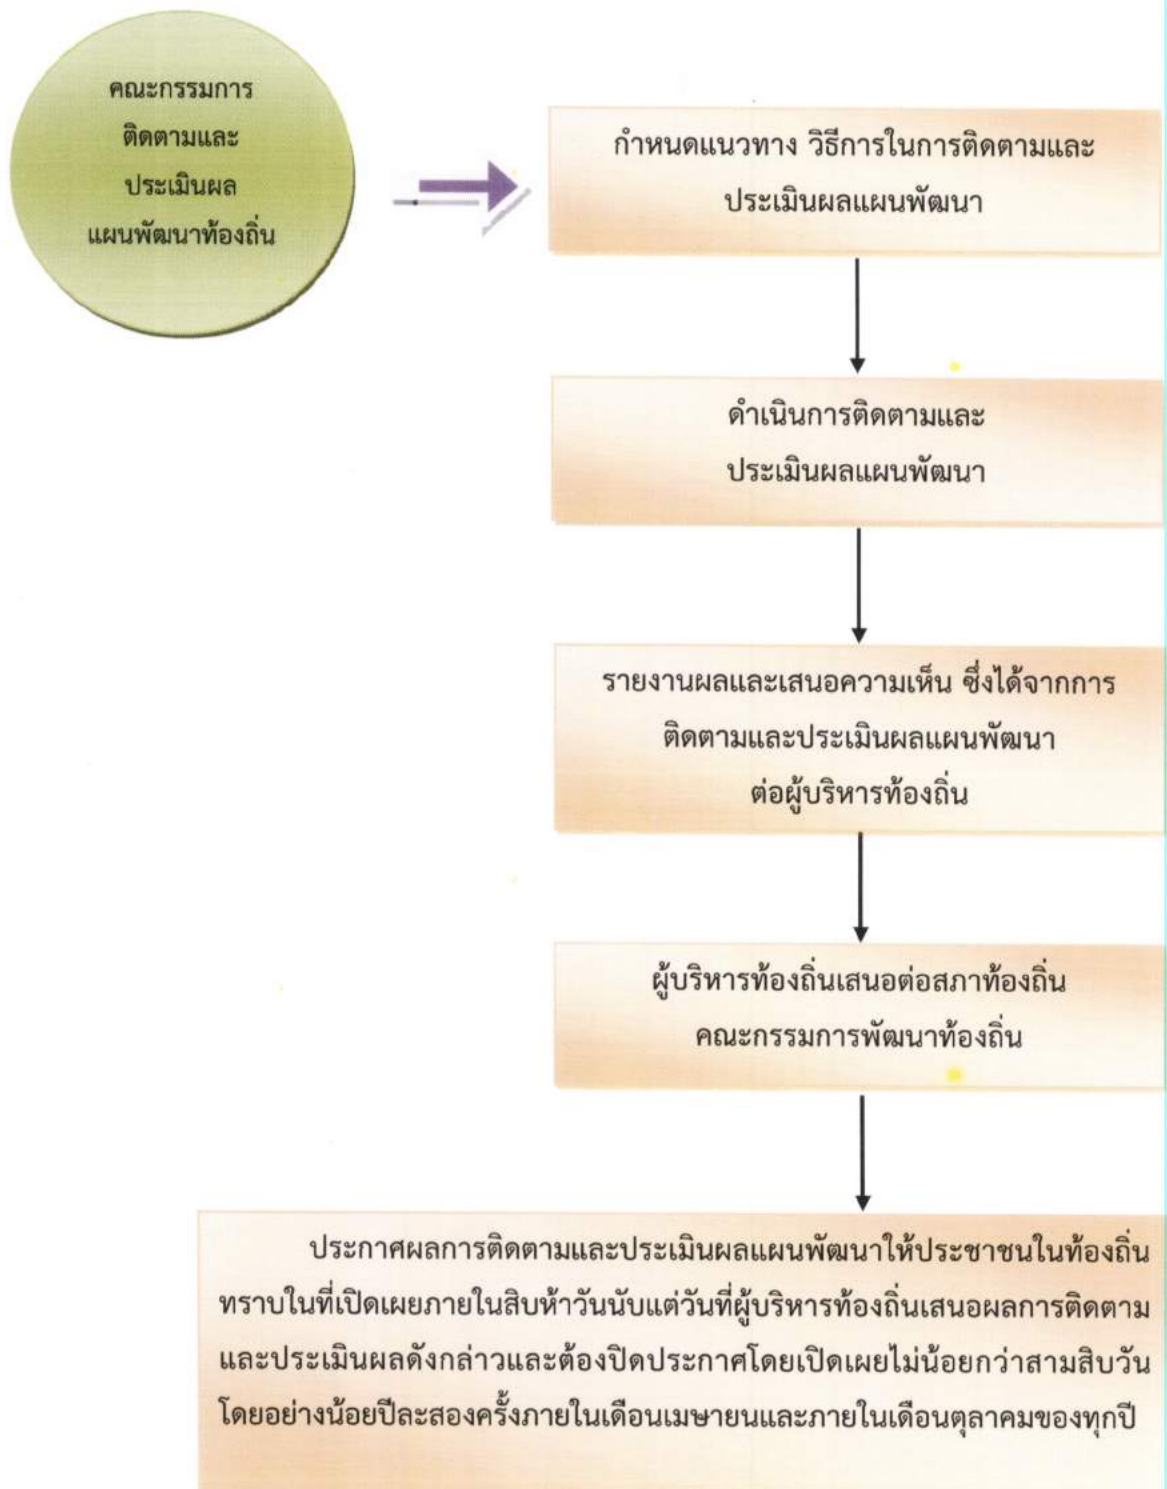 คณะกรรมการ
ติดตามและ
ประเมินผล
แผนพัฒนาท้องถิ่น
กำหนดแนวทาง วิธีการในการติดตามและ
ประเมินผลแผนพัฒนา
ดำเนินการติดตามและ
ประเมินผลแผนพัฒนา
รายงานผลและเสนอความเห็น ซึ่งได้จากการ
ติดตามและประเมินผลแผนพัฒนา
ต่อผู้บริหารท้องถิ่น
ผู้บริหารท้องถิ่นเสนอต่อสภาท้องถิ่น
คณะกรรมการพัฒนาท้องถิ่น
ประกาศผลการติดตามและประเมินผลแผนพัฒนาให้ประชาชนในท้องถิ่น
ทราบในที่เปิดเผยภายในสิบห้าวันนับแต่วันที่ผู้บริหารท้องถิ่นเสนอผลการติดตาม
และประเมินผลดังกล่าวและต้องปิดประกาศโดยเปิดเผยไม่น้อยกว่าสามสิบวัน
โดยอย่างน้อยปีละสองครั้งภายในเดือนเมษายนและภายในเดือนตุลาคมของทุกปี